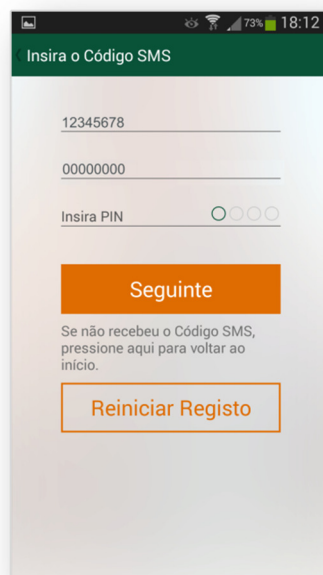 73% 18:12
Insira o Código SMS
12345678
00000000
Insira PIN
Seguinte
Se não recebeu o Código SMS,
pressione aqui para voltar ao
início.
Reiniciar Registo